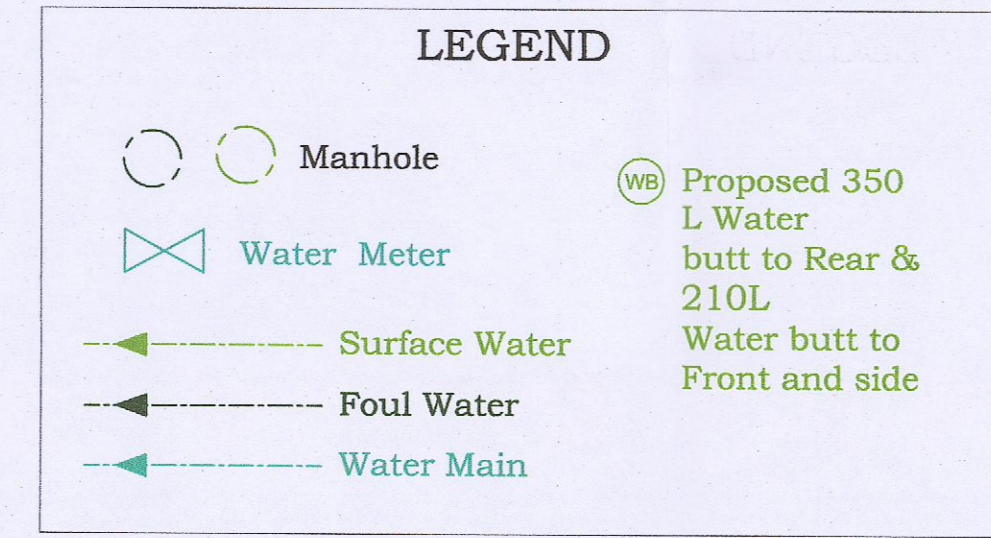 LEGEND
Manhole
Water Meter
Surface Water
Foul Water
Water Main
WB
Proposed 350
L Water
butt to Rear &
210L
Water butt to
Front and side